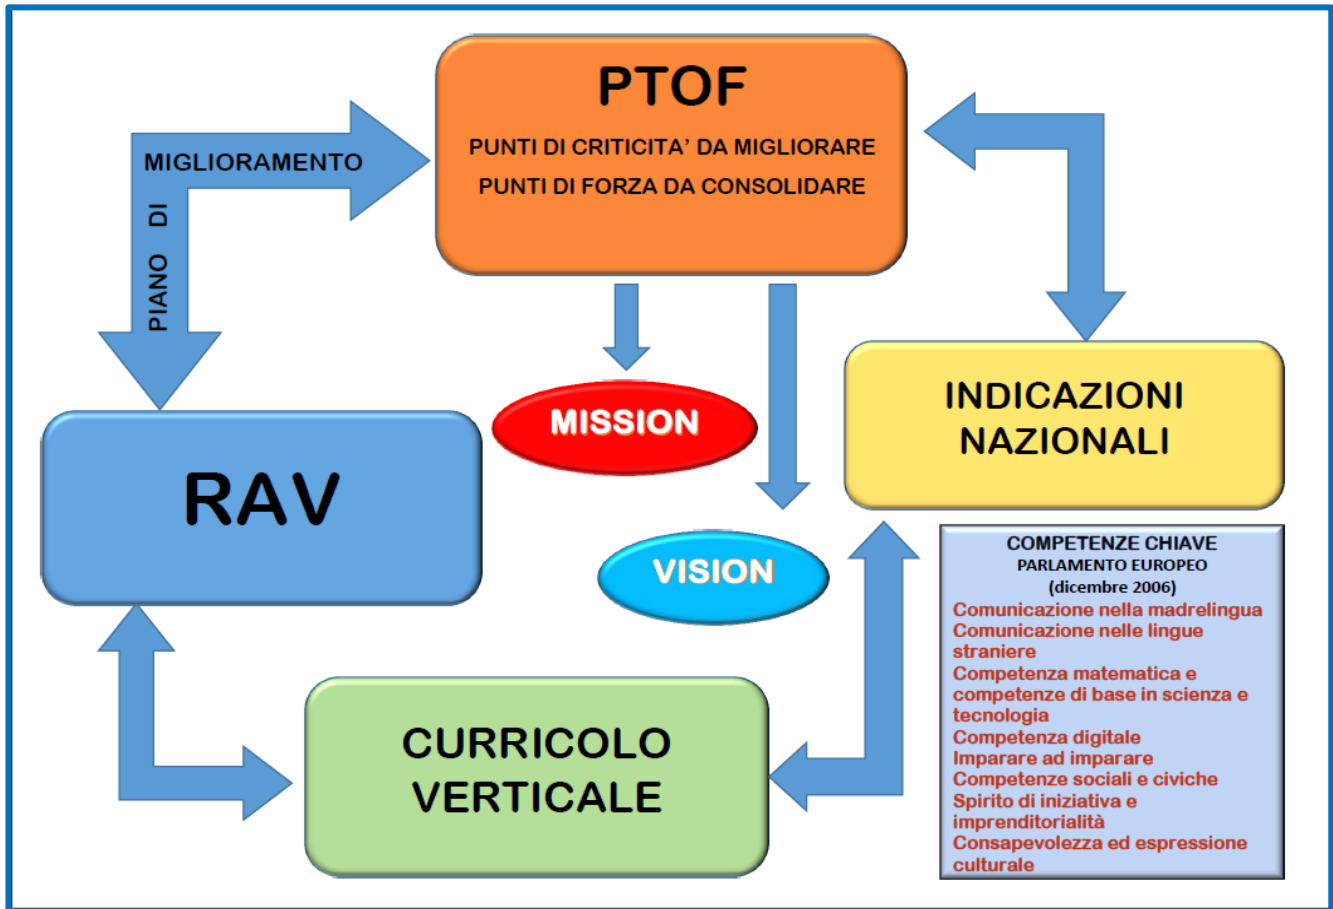 PTOF
PUNTI DI CRITICITA’ DA MIGLIORARE
PUNTI DI FORZA DA CONSOLIDARE
MIGLIORAMENTO
PIANO DI
MISSION
INDICAZIONI
NAZIONALI
RAV
VISION
COMPETENZE CHIAVE
PARLAMENTO EUROPEO
(dicembre 2006)
Comunicazione nella madrelingua
Comunicazione nelle lingue
straniere
Competenza matematica e
competenze di base in scienza e
tecnologia
Competenza digitale
Imparare ad imparare
Competenze sociali e civiche
Spirito di iniziativa e
imprenditorialità
Consapevolezza ed espressione
culturale
CURRICOLO
VERTICALE